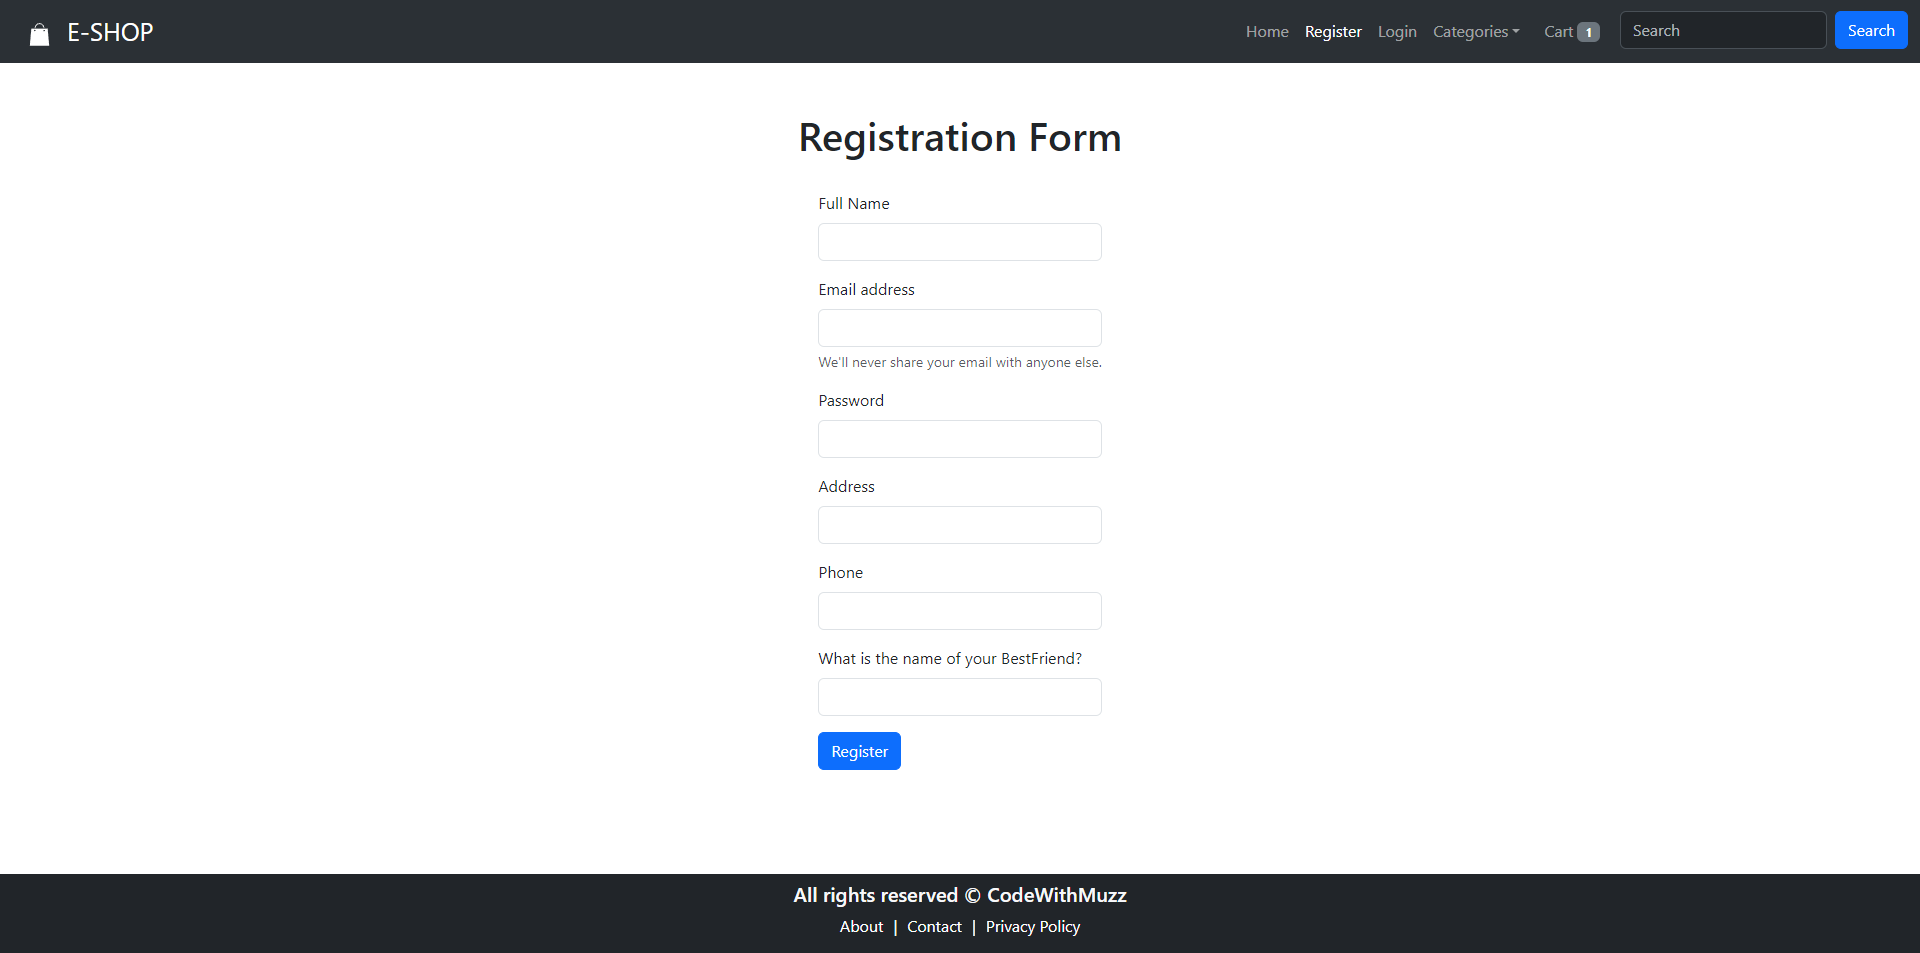 E-SHOP Home Register Login Categories Cart 1 Search Search
Registration Form
Full Name
Email address
We'll never share your email with anyone else.
Password
Address
Phone
What is the name of your BestFriend?
Register
All rights reserved © CodeWithMuzz
About | Contact | Privacy Policy